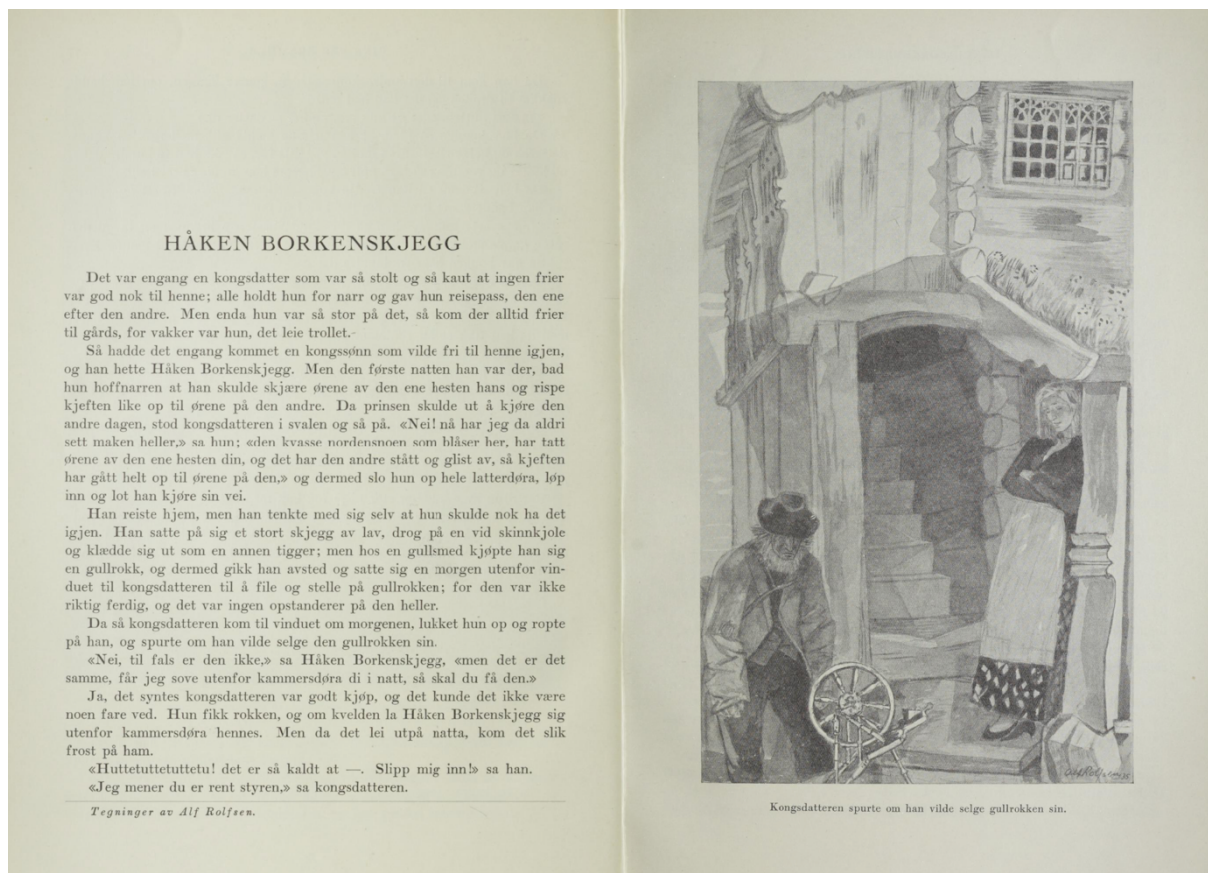 HÅKEN BORKENSKJEGG
Det var engang en kongsdatter som var så stolt og så kaut at ingen frier
var god nok til henne; alle holdt hun for narr og gav hun reisepass, den ene
efter den andre. Men enda hun var så stor på det, så kom der alltid frier
til gårds, for vakker var hun, det leie trollet.
Så hadde det engang kommet en kongssønn som vilde fri til henne igjen,
og han hette Håken Borkenskjegg. Men den første natten han var der, bad
hun hoffnarren at han skulde skjære ørene av den ene hesten hans og rispe
kjeften like op til ørene på den andre. Da prinsen skulde ut å kjøre den
andre dagen, stod kongsdatteren i svalen og så på. «Nei! nå har jeg da aldri
sett maken heller,» sa hun; «den kvasse nordensnoen som blåser her, har tatt
ørene av den ene hesten din, og det har den andre stått og glist av, så kjeften
har gått helt op til ørene på den,» og dermed slo hun op hele latterdøra, løp
inn og lot han kjøre sin vei.
Han reiste hjem, men han tenkte med sig selv at hun skulde nok ha det
igjen. Han satte på sig et stort skjegg av lav, drog på en vid skinnkjole
og klædde sig ut som en annen tigger; men hos en gullsmed kjøpte han sig
en gullrokk, og dermed gikk han avsted og satte sig en morgen utenfor vin-
duet til kongsdatteren til å file og stelle på gullrokken; for den var ikke
riktig ferdig, og det var ingen opstanderer på den heller.
Da så kongsdatteren kom til vinduet om morgenen, lukket hun op og ropte
på han, og spurte om han vilde selge den gullrokken sin.
«Nei, til fals er den ikke,» sa Håken Borkenskjegg, «men det er det
samme, får jeg sove utenfor kammersdøra di i natt, så skal du få den.»
Ja, det syntes kongsdatteren var godt kjøp, og det kunde det ikke være
noen fare ved. Hun fikk rokken, og om kvelden la Håken Borkenskjegg sig
utenfor kammersdøra hennes. Men da det lei utpå natta, kom det slik
frost på ham.
«Huttetuttetuttetu! det er så kaldt at —. Slipp mig inn!» sa han.
«Jeg mener du er rent styren,» sa kongsdatteren.
Tegninger av Alf Rolfsen.
Kongsdatteren spurte om han vilde selge gullrokken sin.